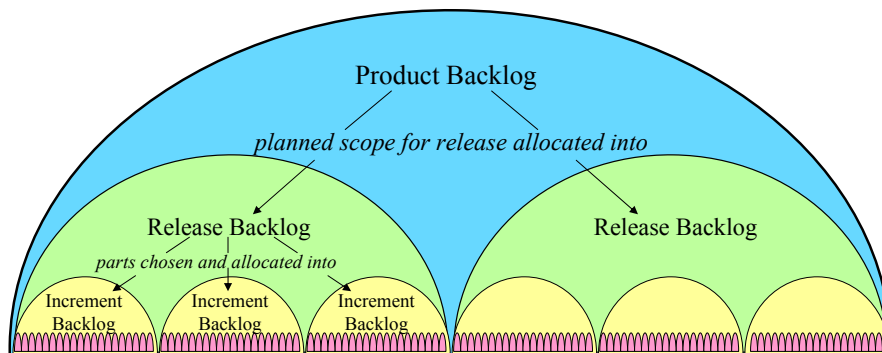 Product Backlog
planned scope for release allocated into
Release Backlog
Release Backlog
parts chosen and allocated into
Increment
Backlog
Increment
Backlog
Increment
Backlog